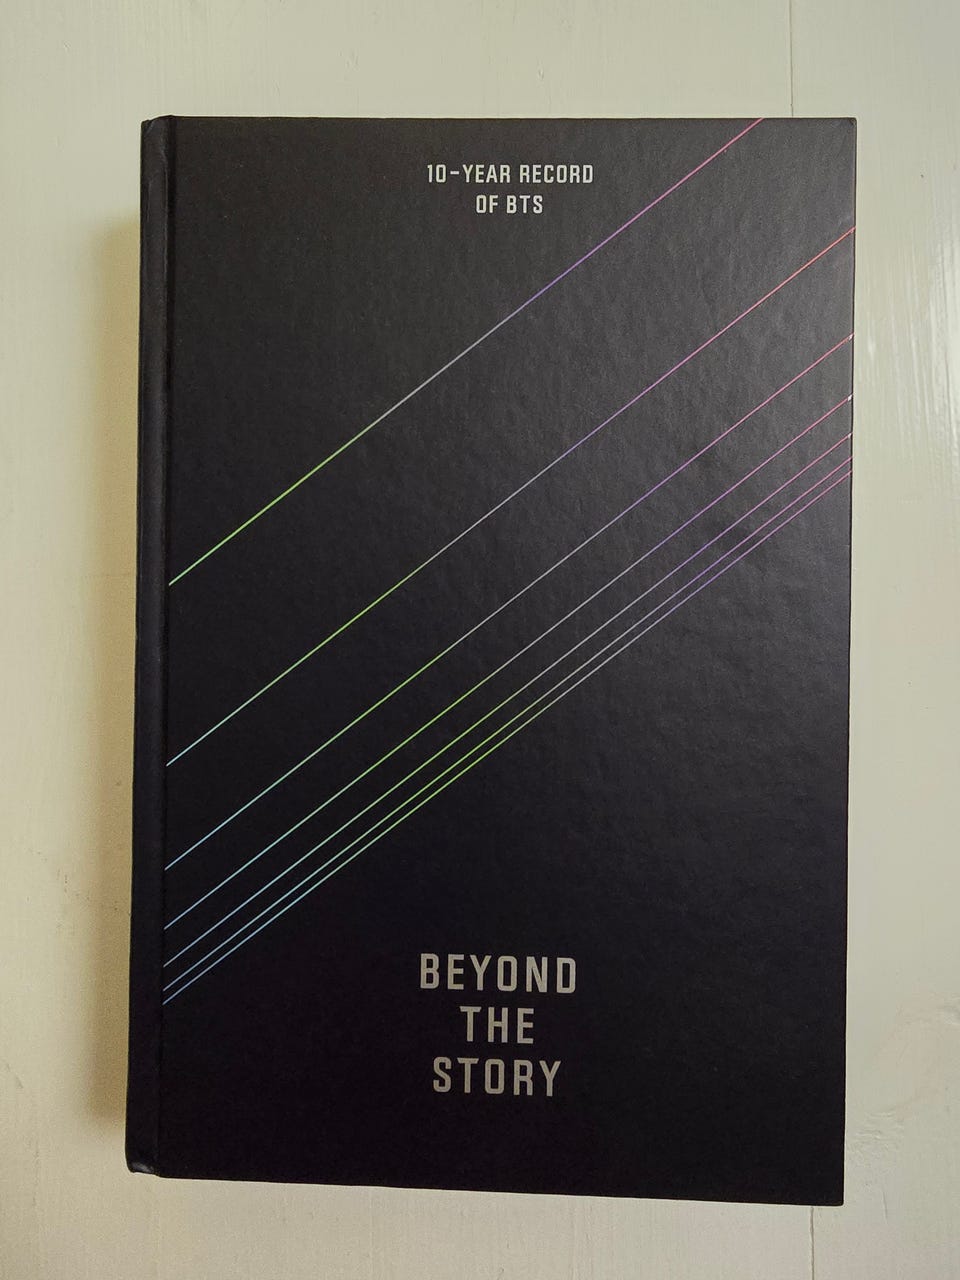 10-YEAR RECORD
OF BTS
BEYOND
THE
STORY